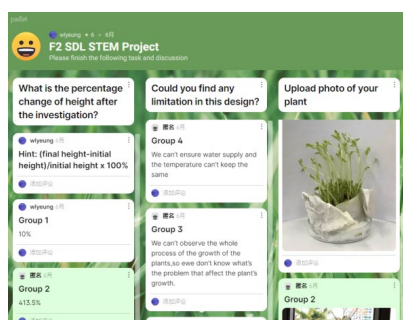 padlet
wlyeung + 6 • 6月
F2 SDL STEM Project
Please finish the following task and discussion
What is the percentage
change of height after
the investigation?
wlyeung 6月
Hint: (final height-initial
height)/initial height x 100%
添加评论
wlyeung 6月
Group 1
10%
添加评论
匿名 6月
Group 2
413.5%
Could you find any
limitation in this design?
匿名 6月
Group 4
We can't ensure water supply and
the temperature can't keep the
same
添加评论
匿名 6月
Group 3
We can't observe the whole
process of the growth of the
plants,so ewe don't know what's
the problem that affect the plant's
growth.
添加评论
Upload photo of your
plant
添加评论
匿名 6月
Group 2